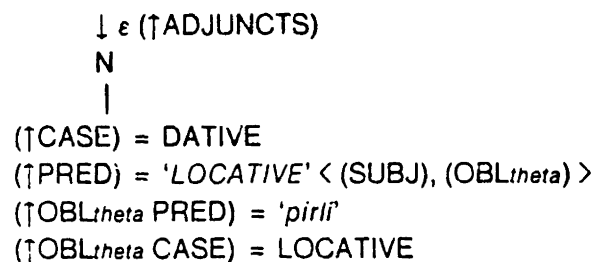 ↓ ε (↑ADJUNCTS)
N
(↑CASE) = DATIVE
(↑PRED) = 'LOCATIVE' < (SUBJ), (OBLtheta) >
(↑OBLtheta PRED) = 'pirli'
(↑OBLtheta CASE) = LOCATIVE